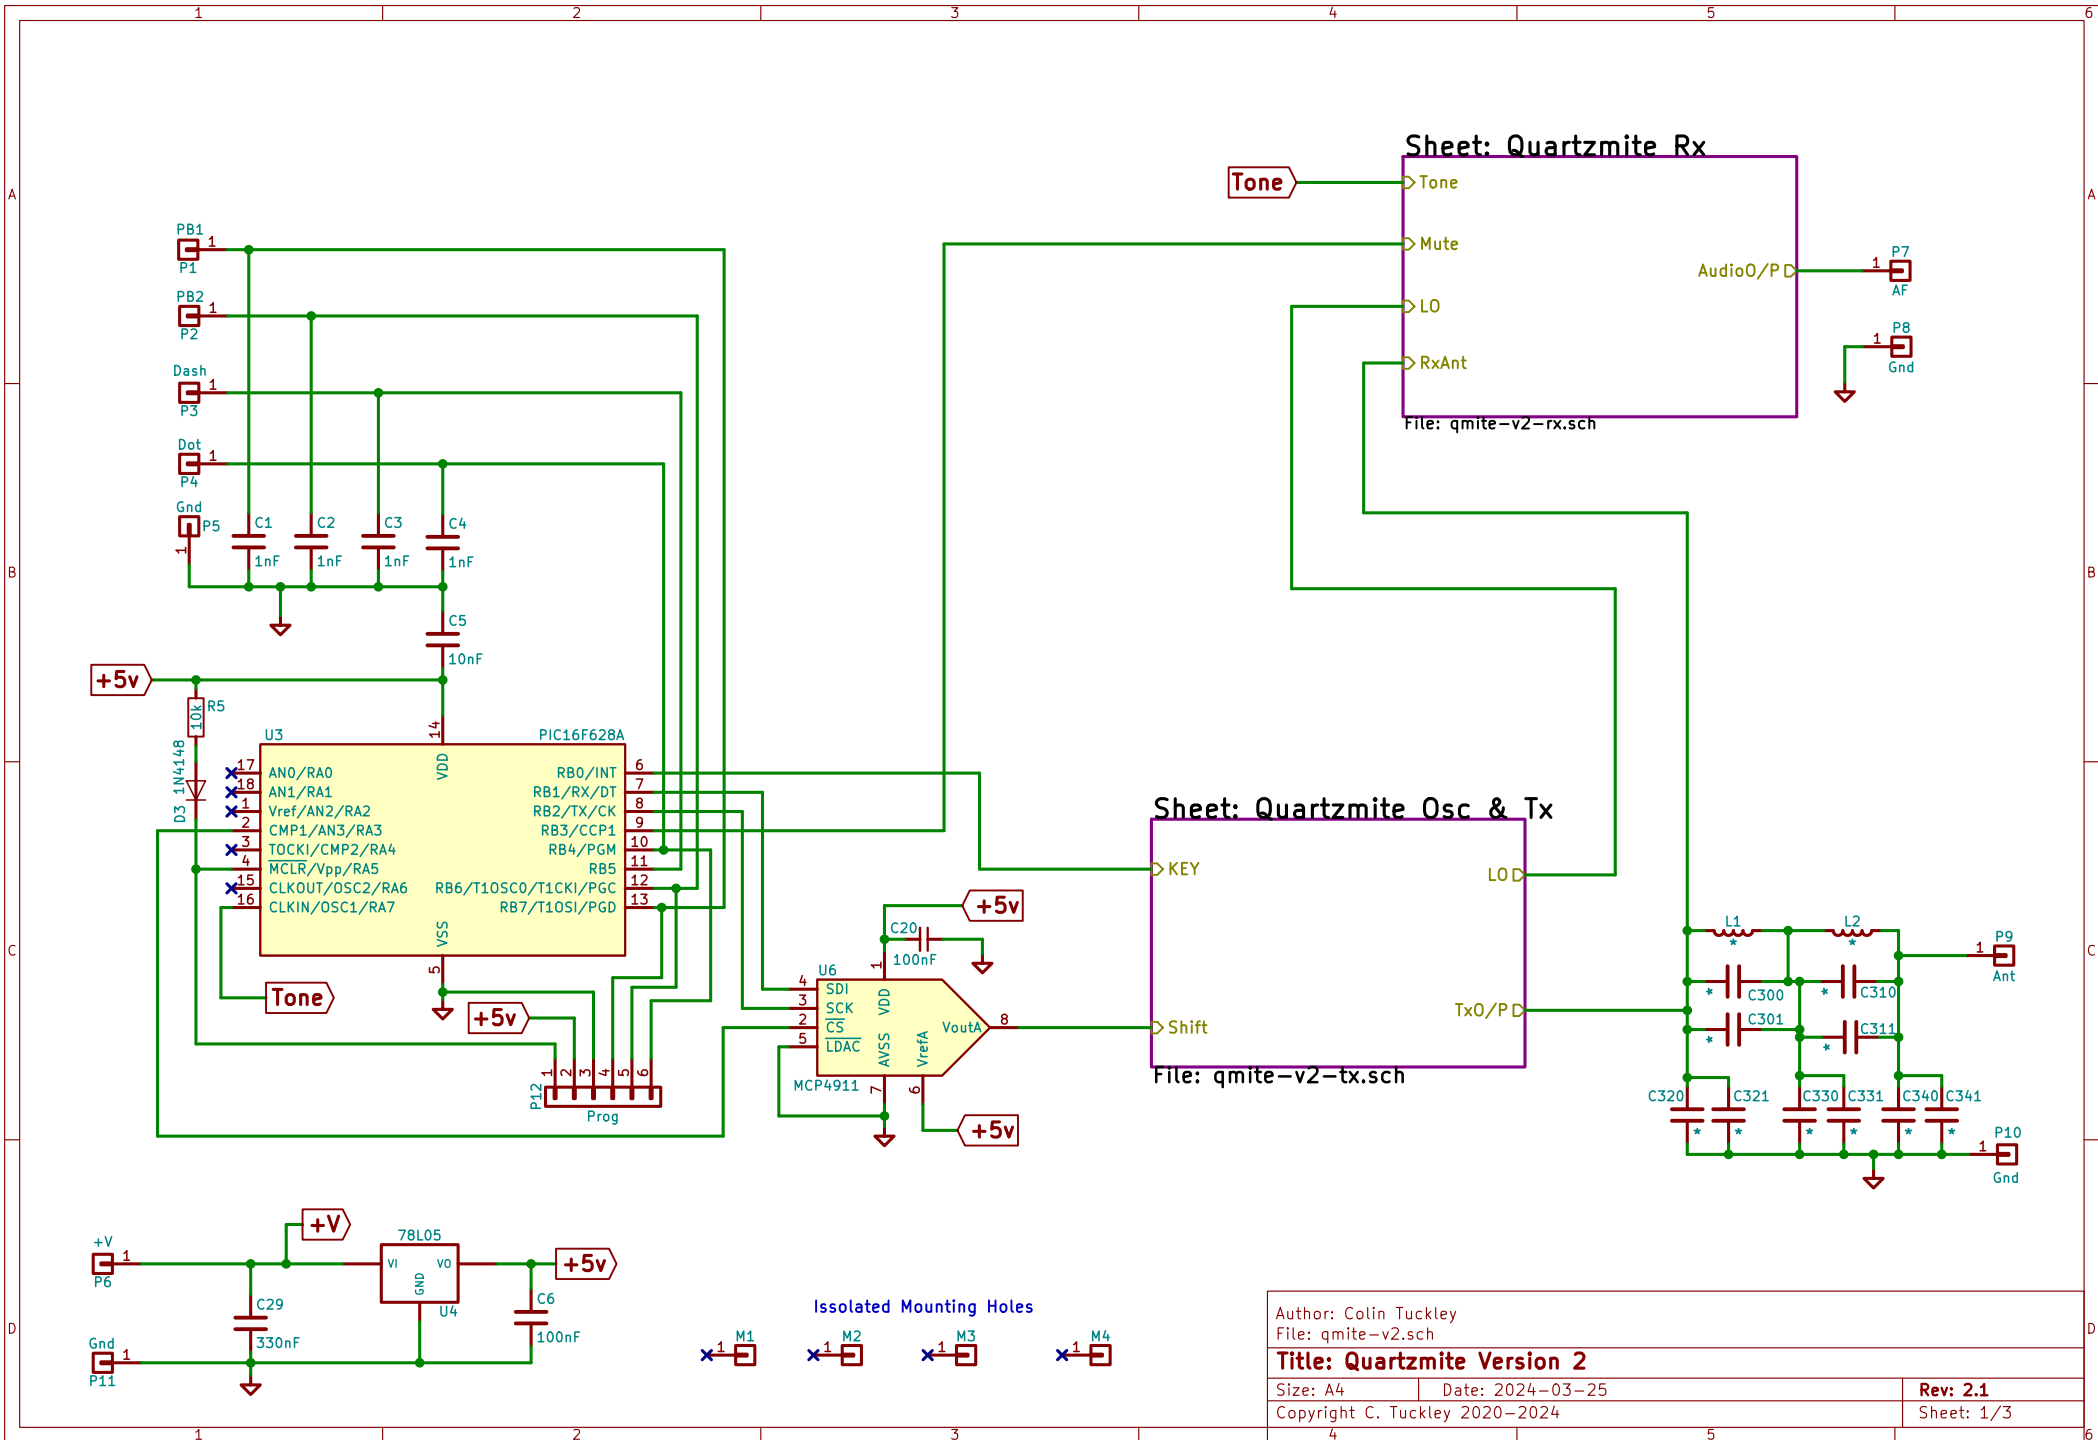 1 2 3 4 5 6
A
B
C
D
Sheet: Quartzmite Rx
Tone
Tone
Mute
LO
RxAnt
AudioO/P
File: qmite-v2-rx.sch
1
P7
AF
1
P8
Gnd
PB1
1
P1
PB2
1
P2
Dash
1
P3
Dot
1
P4
Gnd
P5
1
C1
1nF
C2
1nF
C3
1nF
C4
1nF
C5
10nF
+5v
R5
10k
D3 1N4148
U3
PIC16F628A
17 AN0/RA0
18 AN1/RA1
1 Vref/AN2/RA2
2 CMP1/AN3/RA3
3 TOCKI/CMP2/RA4
4 MCLR/Vpp/RA5
15 CLKOUT/OSC2/RA6
16 CLKIN/OSC1/RA7
14
VDD
VSS
5
RB0/INT 6
RB1/RX/DT 7
RB2/TX/CK 8
RB3/CCP1 9
RB4/PGM 10
RB5 11
RB6/T1OSC0/T1CKI/PGC 12
RB7/T1OSI/PGD 13
Tone
+5v
P12
1 2 3 4 5 6
Prog
+5v
C20
100nF
U6
1
4 SDI
3 SCK
2 CS
5 LDAC
VDD
AVSS
VrefA
VoutA 8
MCP4911
7
6
+5v
Sheet: Quartzmite Osc & Tx
KEY
Shift
LO
TxO/P
File: qmite-v2-tx.sch
L1
*
L2
*
C300
*
C310
*
C301
*
C311
*
C320
*
C321
*
C330
*
C331
*
C340
*
C341
*
P9
1
Ant
P10
1
Gnd
+V
1
P6
+V
78L05
VI
VO
GND
U4
+5v
C29
330nF
C6
100nF
Gnd
1
P11
Issolated Mounting Holes
1 M1
1 M2
1 M3
1 M4
Author: Colin Tuckley
File: qmite-v2.sch
Title: Quartzmite Version 2
Size: A4
Date: 2024-03-25
Rev: 2.1
Copyright C. Tuckley 2020-2024
Sheet: 1/3
A
B
C
D
1 2 3 4 5 6